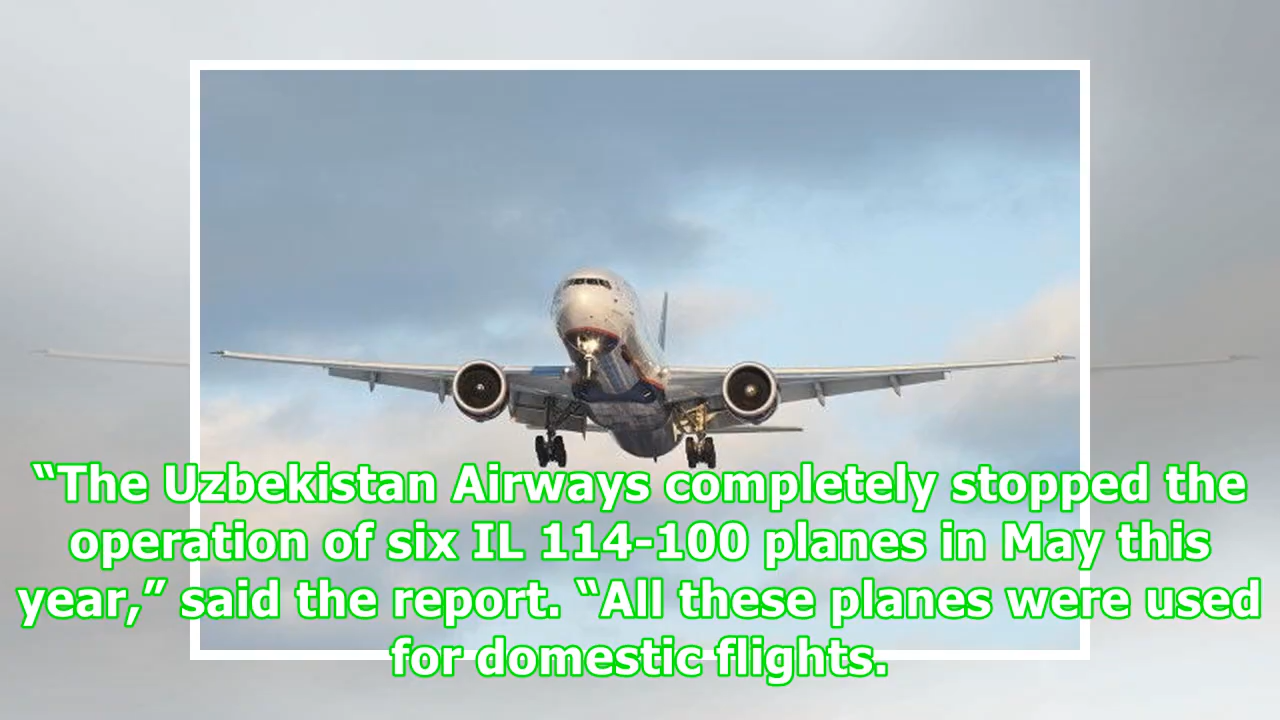 “The Uzbekistan Airways completely stopped the
operation of six IL 114-100 planes in May this
year,” said the report. “All these planes were used
for domestic flights.